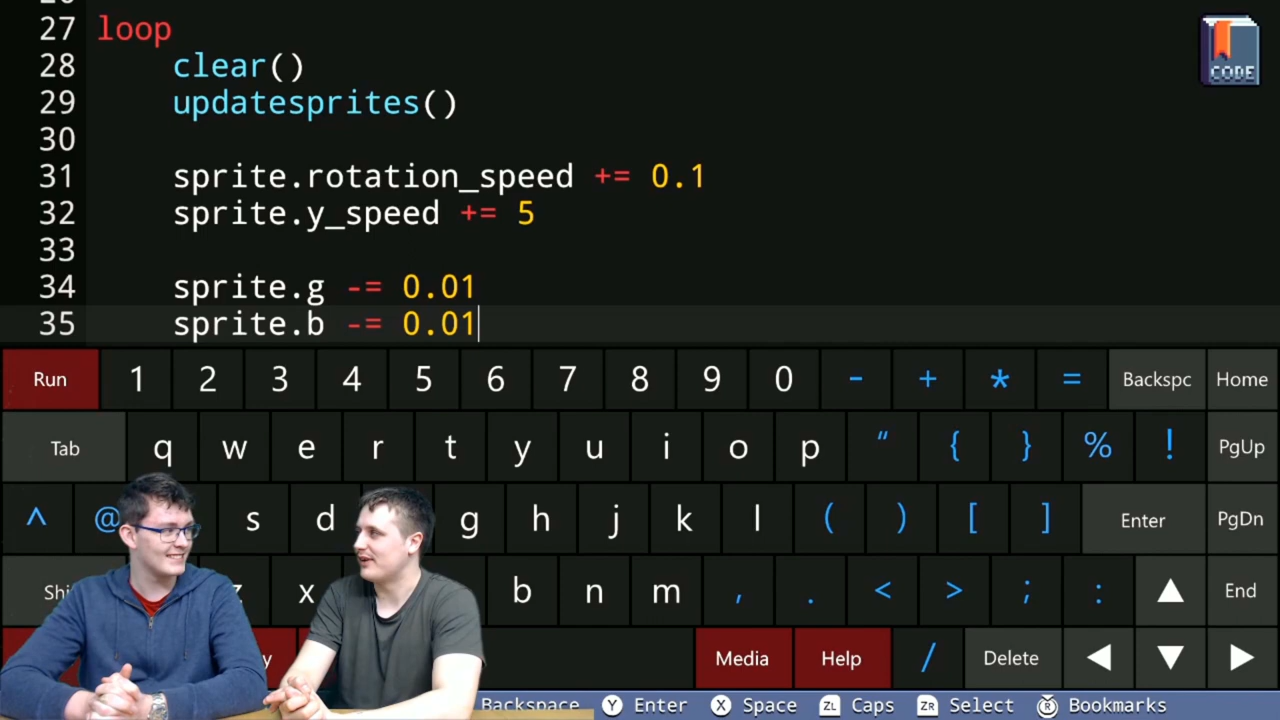 27 loop
CODE
28 clear()
29 updatesprites()
30
31 sprite.rotation_speed += 0.1
32 sprite.y_speed += 5
33
34 sprite.g -= 0.01
35 sprite.b -= 0.01
Run 1 2 3 4 5 6 7 8 9 0 - + * = Backspc Home
Tab q w e r t y u i o p " { } % ! PgUp
^ @ s d g h j k l ( ) [ ] Enter PgDn
x b n m , . < > ; : ▲ End
Media Help / Delete ◀ ▼ ▶
Backspace Y Enter X Space ZL Caps ZR Select R Bookmarks